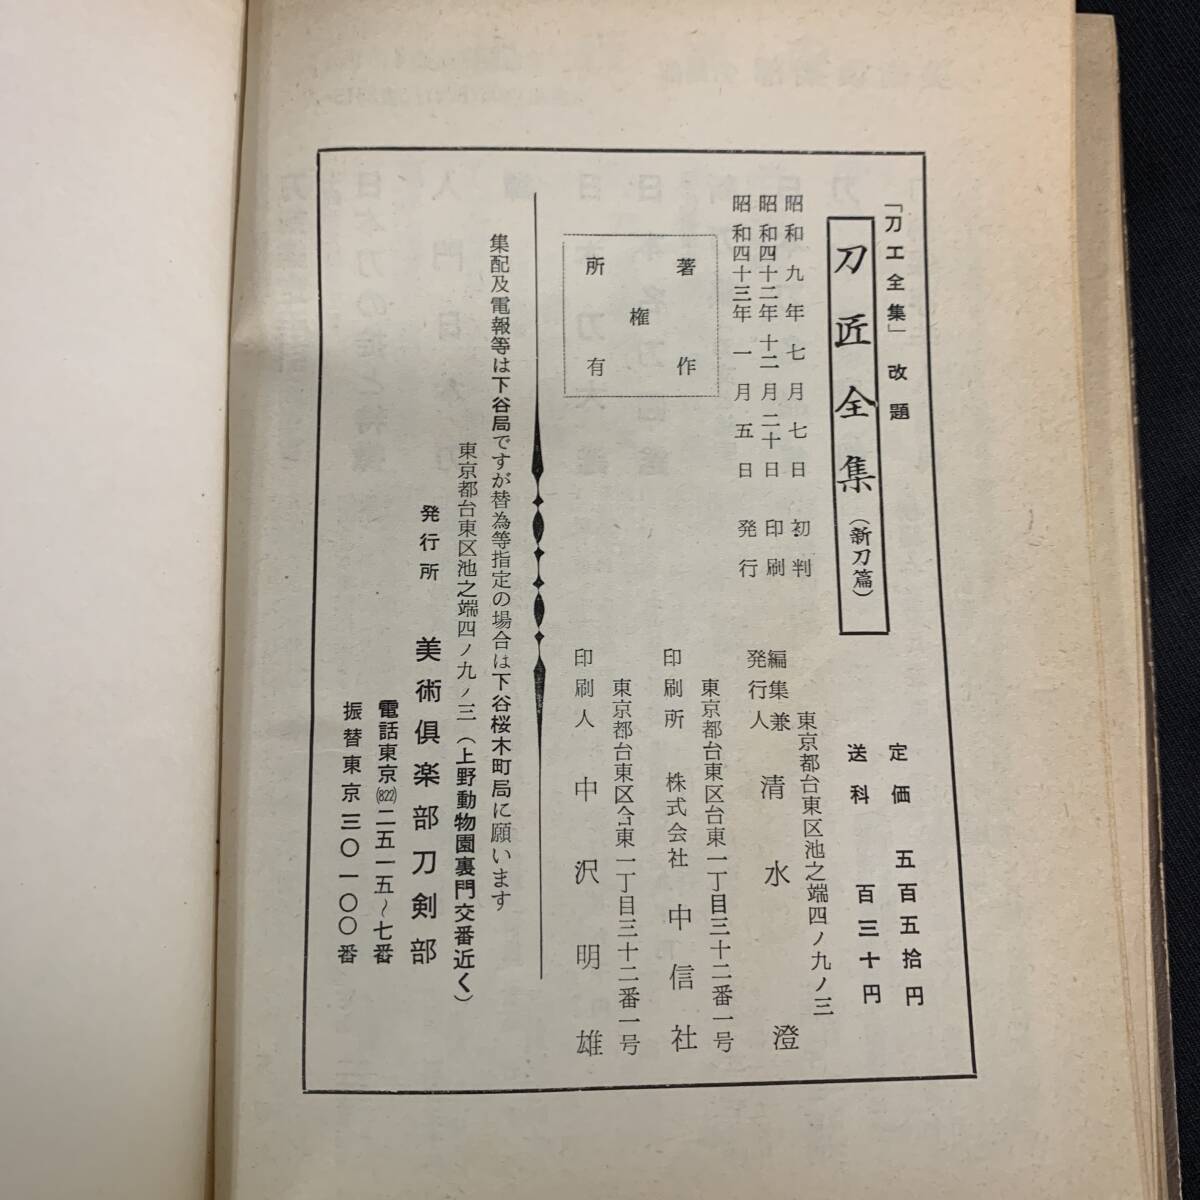 「刀工全集」改題
刀匠全集(新刀篇)
定価 五百五拾円
送科 百三十円
昭和九年七月七日 初判
昭和四十二年十二月二十日 印刷
昭和四十三年一月五日 発行
著作
権
所有
東京都台東区池之端四ノ九ノ三
編集兼
発行人 清水澄
東京都台東区台東一丁目三十二番一号
印刷所 株式会社 中信社
東京都台東区台東一丁目三十二番一号
印刷人 中沢明雄
集配及電報等は下谷局ですが替為等指定の場合は下谷桜木町局に願います
東京都台東区池之端四ノ九ノ三(上野動物園裏門交番近く)
発行所 美術倶楽部刀剣部
電話東京(822)二五一五〜七番
振替東京三〇一〇〇番